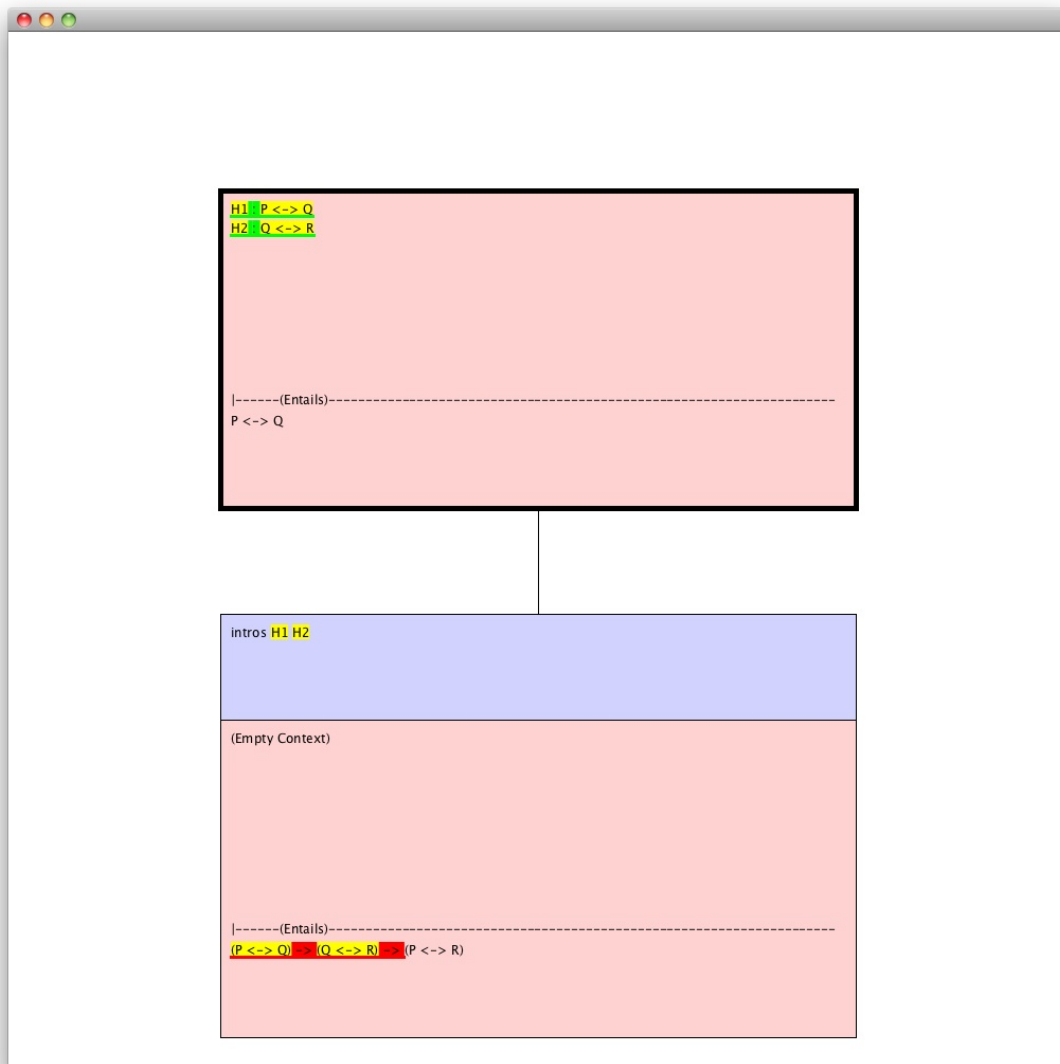 H1 : P <-> Q
H2 : Q <-> R
|------(Entails)---------------------------------------------------------------------
P <-> Q
intros H1 H2
(Empty Context)
|------(Entails)---------------------------------------------------------------------
(P <-> Q) -> (Q <-> R) -> (P <-> R)